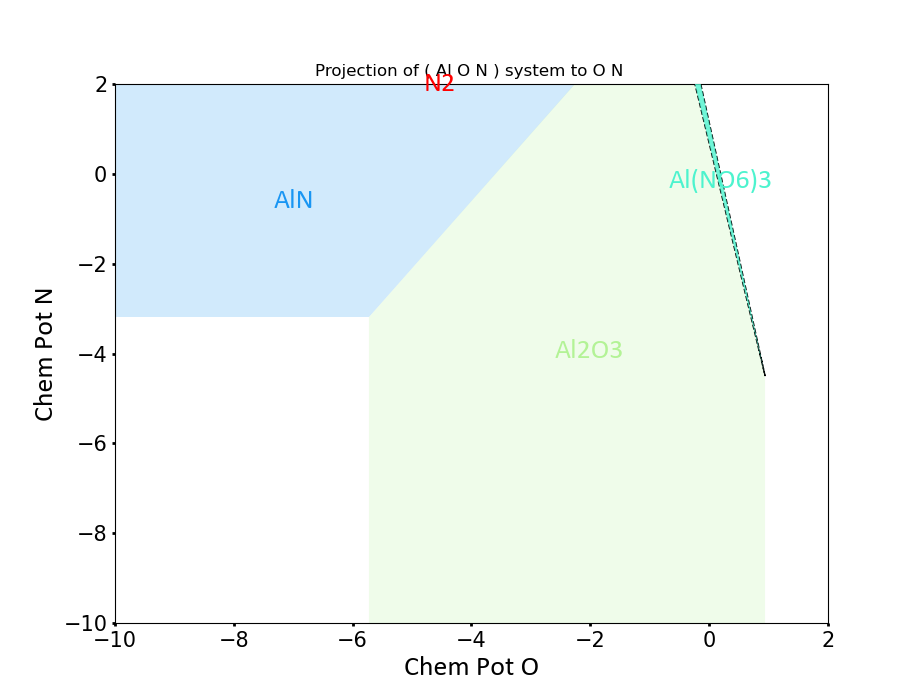 Projection of ( Al O N ) system to O N
N2
2
0
Al(NO6)3
AlN
−2
Chem Pot N
−4
Al2O3
−6
−8
−10
−10 −8 −6 −4 −2 0 2
Chem Pot O